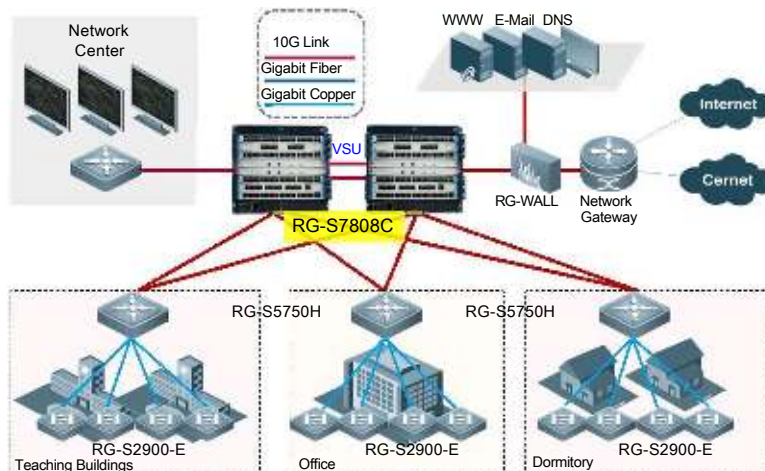 Network
Center
10G Link
Gigabit Fiber
Gigabit Copper
WWW E-Mail DNS
VSU
Internet
Cernet
RG-WALL
Network
Gateway
RG-S7808C
RG-S5750H
RG-S5750H
RG-S2900-E
Teaching Buildings
RG-S2900-E
Office
RG-S2900-E
Dormitory